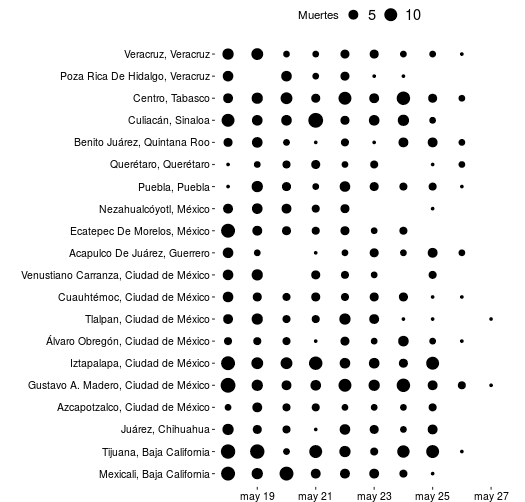 Muertes 5 10
Veracruz, Veracruz
Poza Rica De Hidalgo, Veracruz
Centro, Tabasco
Culiacán, Sinaloa
Benito Juárez, Quintana Roo
Querétaro, Querétaro
Puebla, Puebla
Nezahualcóyotl, México
Ecatepec De Morelos, México
Acapulco De Juárez, Guerrero
Venustiano Carranza, Ciudad de México
Cuauhtémoc, Ciudad de México
Tlalpan, Ciudad de México
Álvaro Obregón, Ciudad de México
Iztapalapa, Ciudad de México
Gustavo A. Madero, Ciudad de México
Azcapotzalco, Ciudad de México
Juárez, Chihuahua
Tijuana, Baja California
Mexicali, Baja California
may 19 may 21 may 23 may 25 may 27